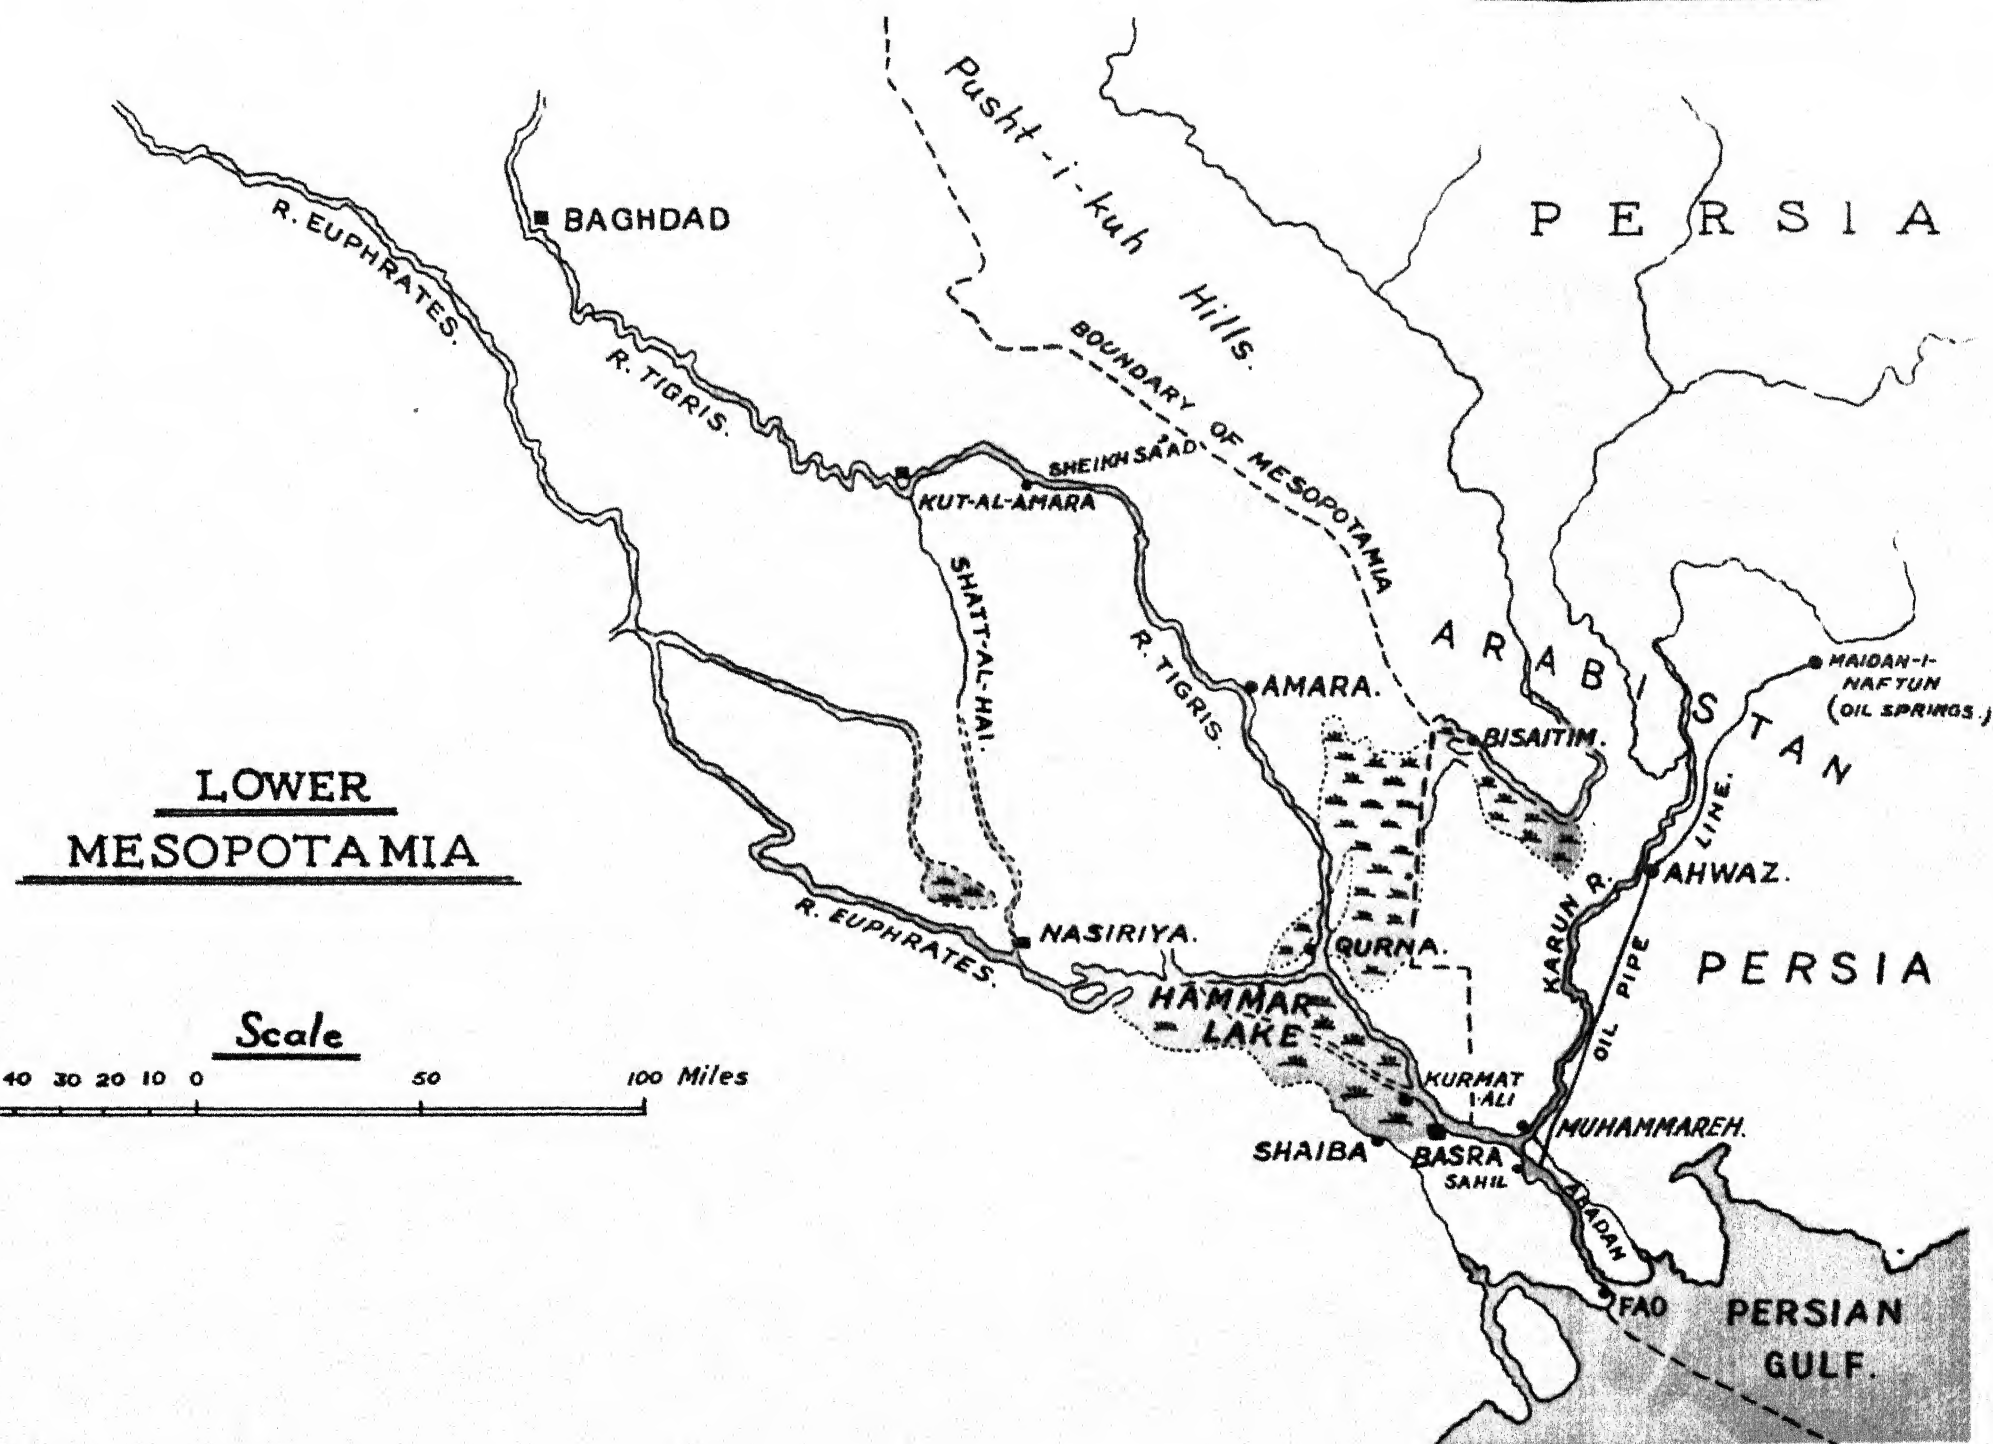 Pusht-i-kuh Hills.
PERSIA
BAGHDAD
R. EUPHRATES.
R. TIGRIS.
BOUNDARY OF MESOPOTAMIA
SHEIKH SA'AD
KUT-AL-AMARA
SHATT-AL-HAI.
R. TIGRIS.
ARABISTAN
MAIDAN-I-
NAFTUN
(OIL SPRINGS.)
AMARA.
BISAITIM.
LOWER
MESOPOTAMIA
AHWAZ.
KARUN R.
OIL PIPE LINE.
R. EUPHRATES.
NASIRIYA.
QURNA.
PERSIA
HAMMAR
LAKE
Scale
40 30 20 10 0 50 100 Miles
KURMAT
ALI
MUHAMMAREH.
SHAIBA
BASRA
SAHIL
ABADAN
FAO
PERSIAN
GULF.